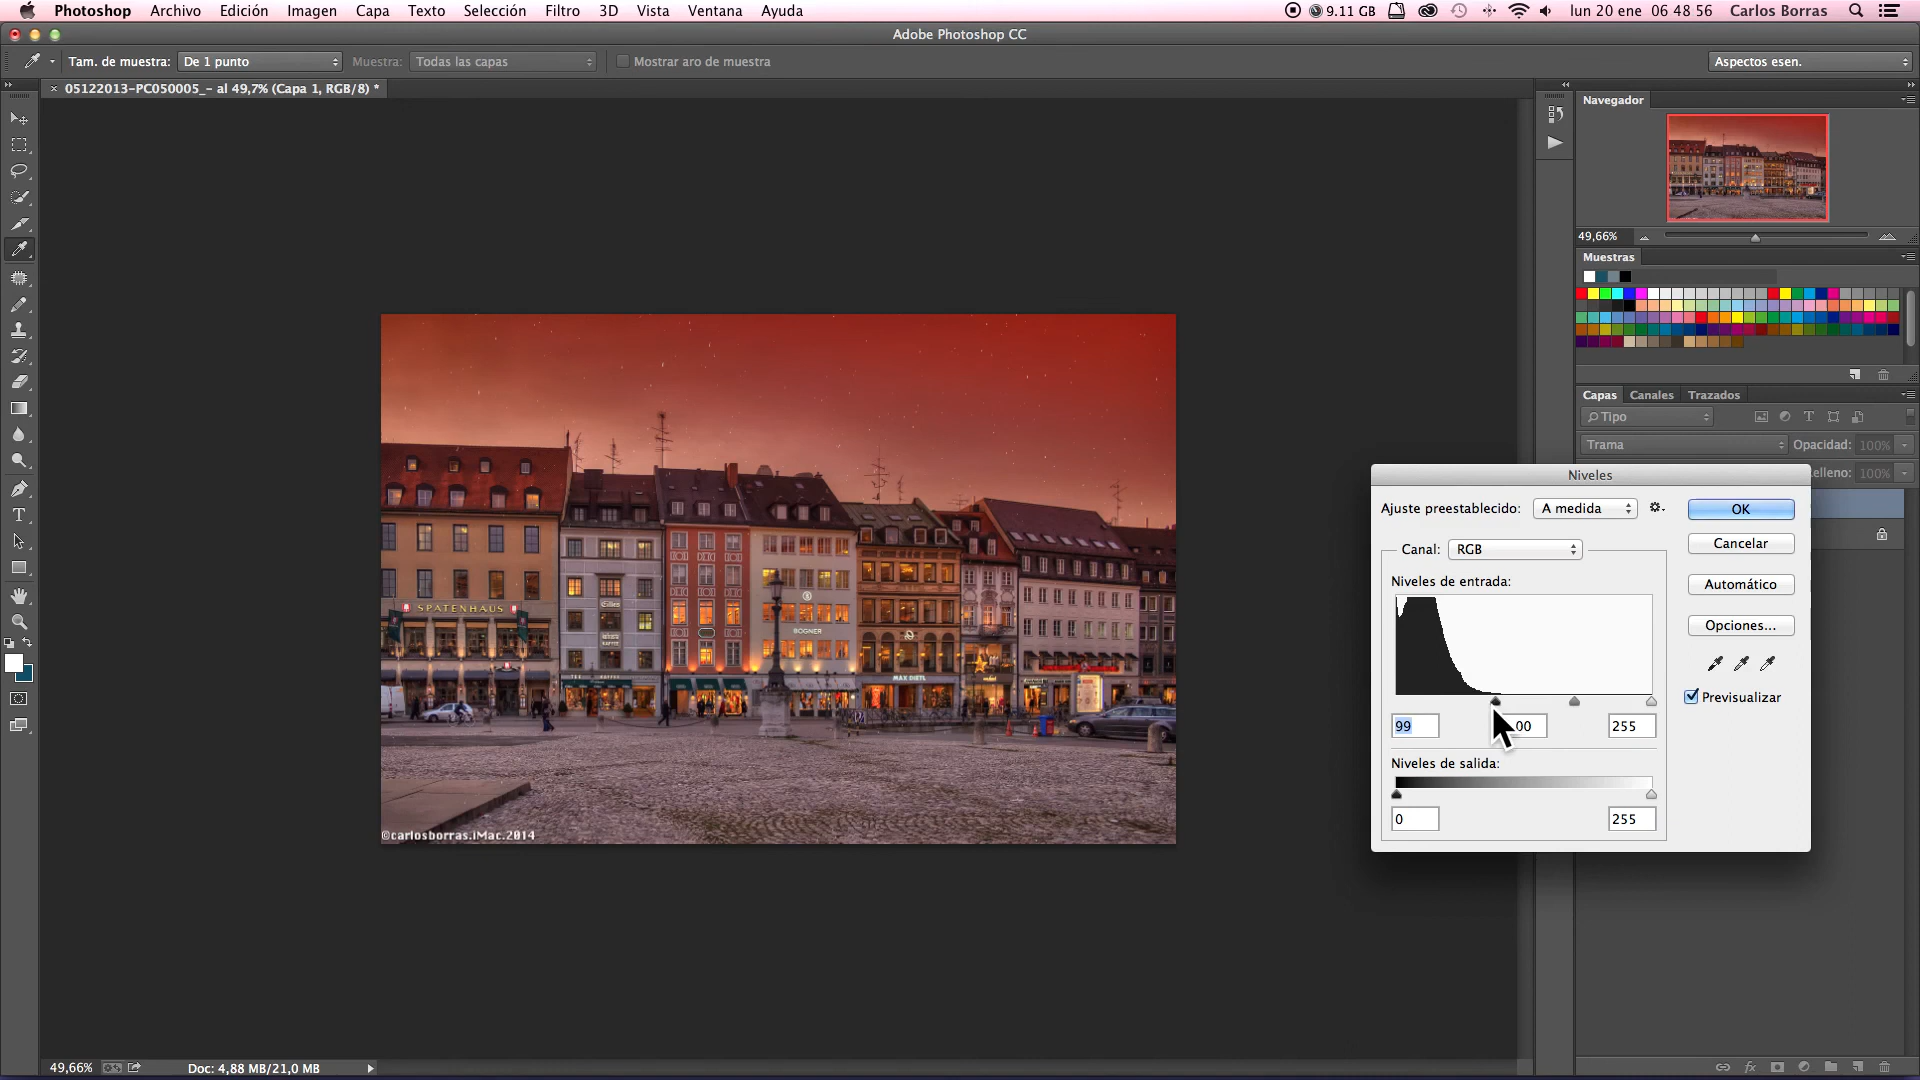 Photoshop Archivo Edición Imagen Capa Texto Selección Filtro 3D Vista Ventana Ayuda 9.11 GB lun 20 ene 06 48 56 Carlos Borras
Adobe Photoshop CC
Tam. de muestra: De 1 punto Muestra: Todas las capas Mostrar aro de muestra Aspectos esen.
05122013-PC050005_- al 49,7% (Capa 1, RGB/8) *
Navegador
49,66%
Muestras
Capas Canales Trazados
Tipo
Trama Opacidad: 100%
elleno: 100%
Niveles
Ajuste preestablecido: A medida OK
Canal: RGB Cancelar
Niveles de entrada: Automático
Opciones...
Previsualizar
99 00 255
Niveles de salida:
0 255
SPATENHAUS
BOGNER
MAX DIETL
©carlosborras.iMac.2014
49,66% Doc: 4,88 MB/21,0 MB